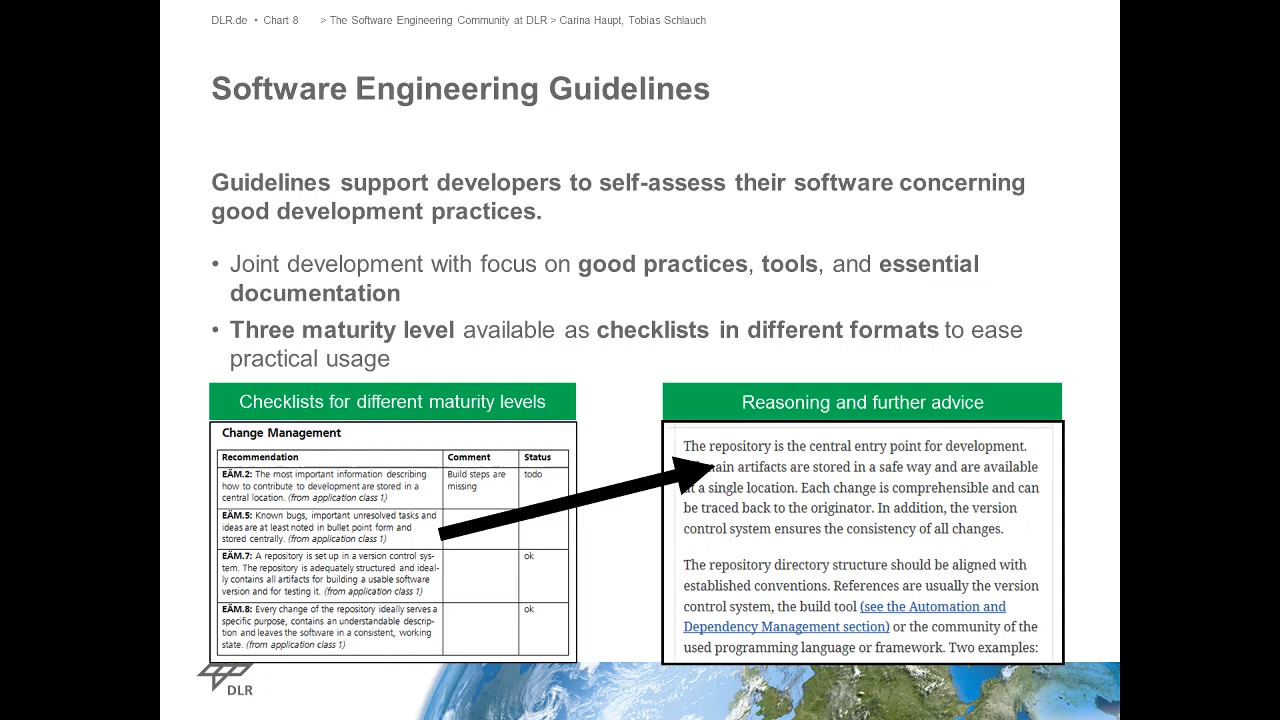 DLR.de • Chart 8 > The Software Engineering Community at DLR > Carina Haupt, Tobias Schlauch
Software Engineering Guidelines
Guidelines support developers to self-assess their software concerning
good development practices.
• Joint development with focus on good practices, tools, and essential
documentation
• Three maturity level available as checklists in different formats to ease
practical usage
Checklists for different maturity levels
Change Management
Recommendation Comment Status
EÄM.2: The most important information describing
how to contribute to development are stored in a
central location. (from application class 1)
Build steps are
missing
todo
EÄM.5: Known bugs, important unresolved tasks and
ideas are at least noted in bullet point form and
stored centrally. (from application class 1)
EÄM.7: A repository is set up in a version control sys-
tem. The repository is adequately structured and ideal-
ly contains all artifacts for building a usable software
version and for testing it. (from application class 1)
ok
EÄM.8: Every change of the repository ideally serves a
specific purpose, contains an understandable descrip-
tion and leaves the software in a consistent, working
state. (from application class 1)
ok
Reasoning and further advice
The repository is the central entry point for development.
artifacts are stored in a safe way and are available
a single location. Each change is comprehensible and can
be traced back to the originator. In addition, the version
control system ensures the consistency of all changes.
The repository directory structure should be aligned with
established conventions. References are usually the version
control system, the build tool (see the Automation and
Dependency Management section) or the community of the
used programming language or framework. Two examples:
DLR